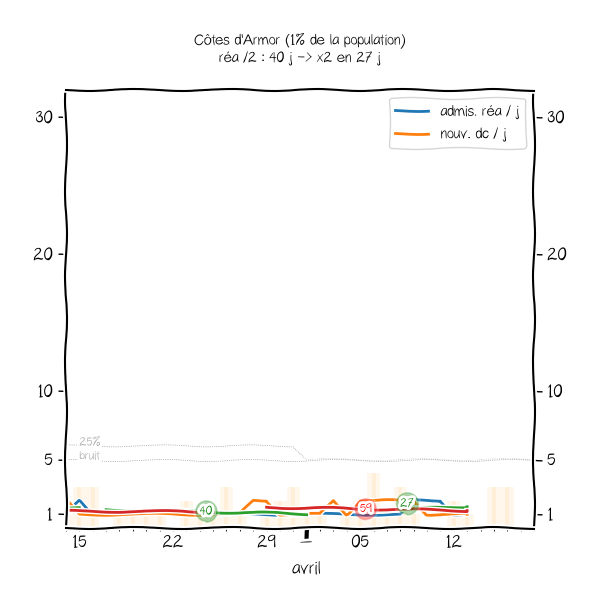 Côtes d'Armor (1% de la population)
réa /2 : 40 j -> x2 en 27 j
admis. réa / j
nouv. dc / j
30 30
20 20
10 10
25%
bruit
5 5
40 59 27
1 1
15 22 29 05 12
avril